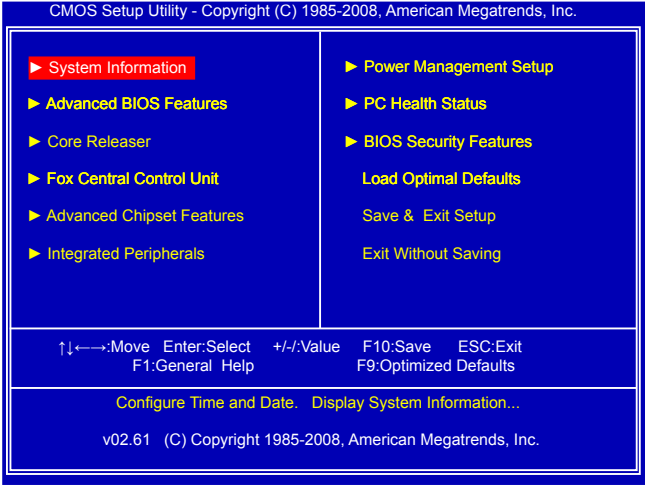 CMOS Setup Utility - Copyright (C) 1985-2008, American Megatrends, Inc.
► System Information
► Advanced BIOS Features
► Core Releaser
► Fox Central Control Unit
► Advanced Chipset Features
► Integrated Peripherals
► Power Management Setup
► PC Health Status
► BIOS Security Features
Load Optimal Defaults
Save & Exit Setup
Exit Without Saving
↑↓←→:Move Enter:Select +/-/:Value F10:Save ESC:Exit
F1:General Help F9:Optimized Defaults
Configure Time and Date. Display System Information...
v02.61 (C) Copyright 1985-2008, American Megatrends, Inc.